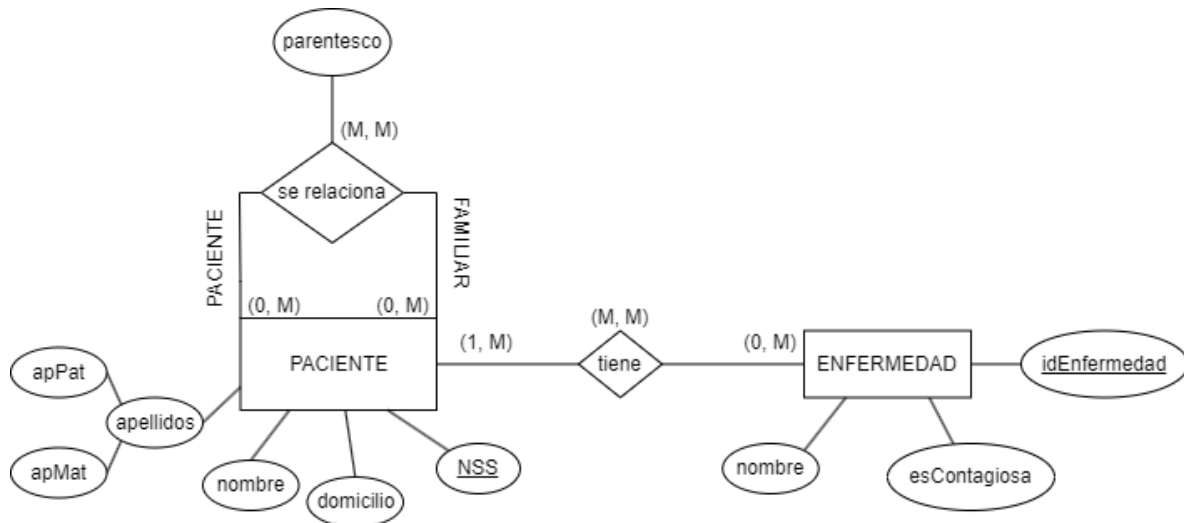 parentesco
(M, M)
se relaciona
PACIENTE
FAMILIAR
(0, M)
(0, M)
PACIENTE
(1, M)
(M, M)
tiene
(0, M)
ENFERMEDAD
idEnfermedad
apPat
apellidos
apMat
nombre
domicilio
NSS
nombre
esContagiosa